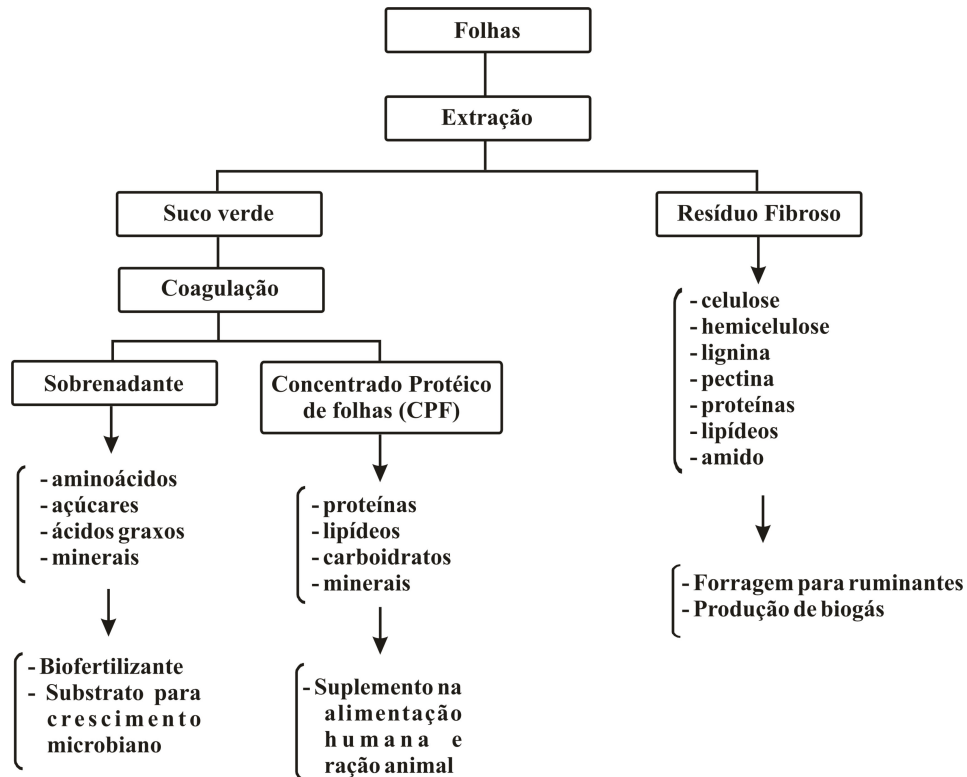 Folhas
Extração
Suco verde
Resíduo Fibroso
Coagulação
- celulose
- hemicelulose
- lignina
- pectina
- proteínas
- lipídeos
- amido
Sobrenadante
Concentrado Protéico
de folhas (CPF)
- aminoácidos
- açúcares
- ácidos graxos
- minerais
- proteínas
- lipídeos
- carboidratos
- minerais
- Forragem para ruminantes
- Produção de biogás
- Biofertilizante
- Substrato para
crescimento
microbiano
- Suplemento na
alimentação
humana e
ração animal